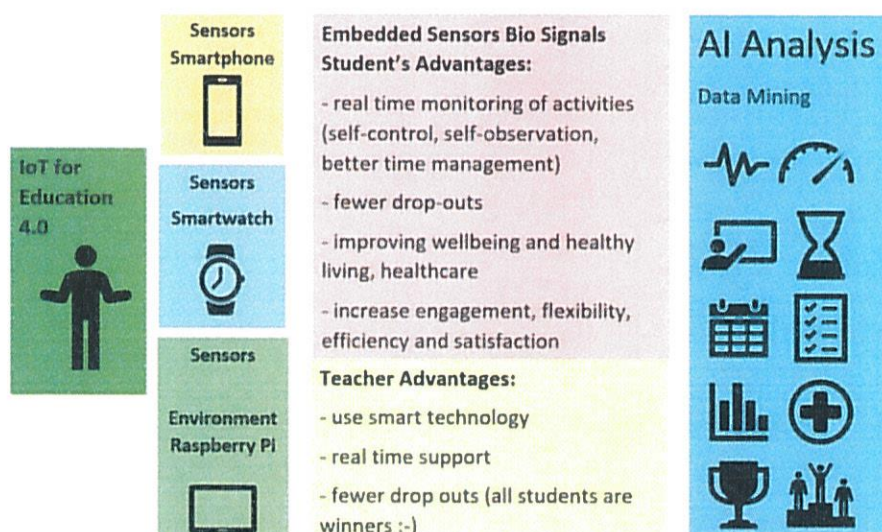 IoT for
Education
4.0
Sensors
Smartphone
Sensors
Smartwatch
Sensors
Environment
Raspberry Pi
Embedded Sensors Bio Signals
Student's Advantages:
- real time monitoring of activities
(self-control, self-observation,
better time management)
- fewer drop-outs
- improving wellbeing and healthy
living, healthcare
- increase engagement, flexibility,
efficiency and satisfaction
Teacher Advantages:
- use smart technology
- real time support
- fewer drop outs (all students are
winners :-)
AI Analysis
Data Mining